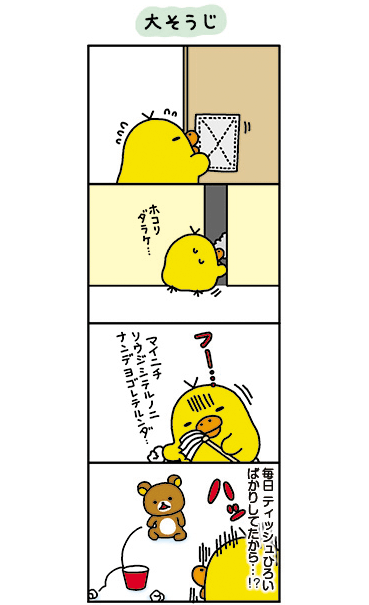 大そうじ
ホコリ
ダラケ…
フー…
マイニチ
ソウジシテルノニ
ナンデヨゴレテルンダ…
毎日ティッシュひろい
ばかりしてたから…!?
ハッ